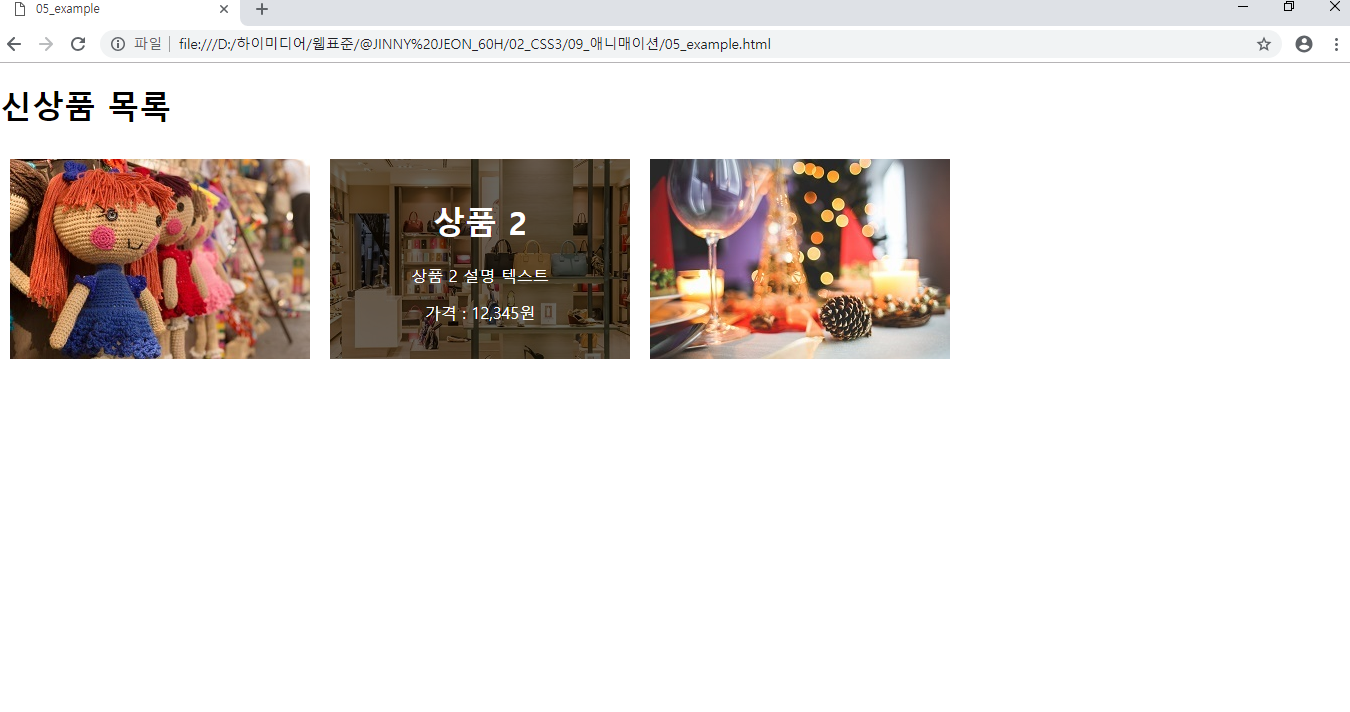 05_example
파일 | file:///D:/하이미디어/웹표준/@JINNY%20JEON_60H/02_CSS3/09_애니매이션/05_example.html
신상품 목록
상품 2
상품 2 설명 텍스트
가격 : 12,345원